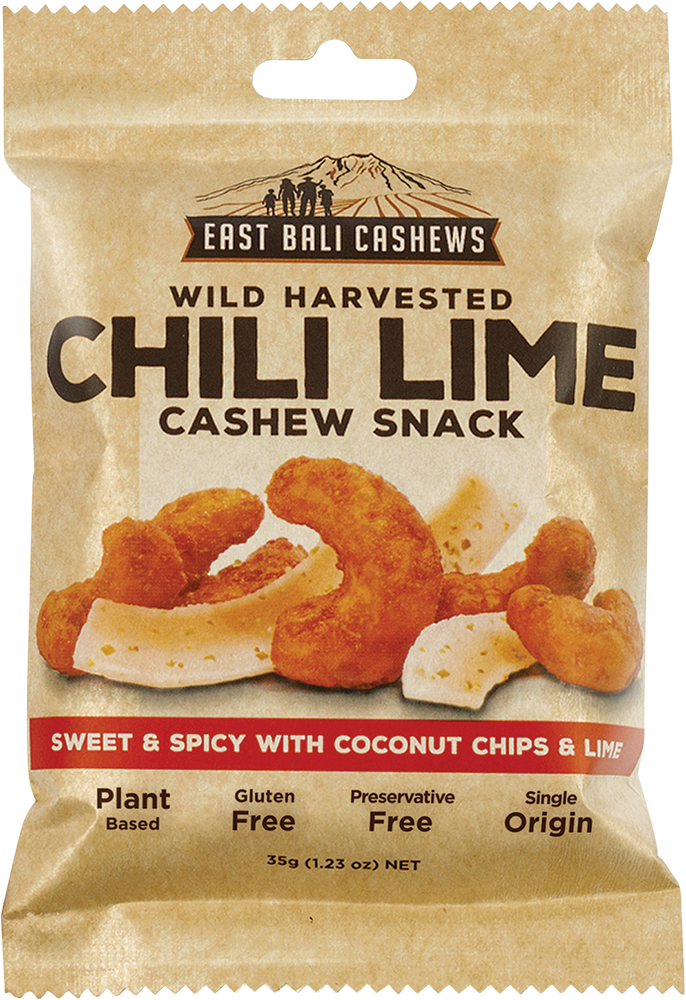 EAST BALI CASHEWS
WILD HARVESTED
CHILI LIME
CASHEW SNACK
SWEET & SPICY WITH COCONUT CHIPS & LIME
Plant
Based
Gluten
Free
Preservative
Free
Single
Origin
35g (1.23 oz) NET